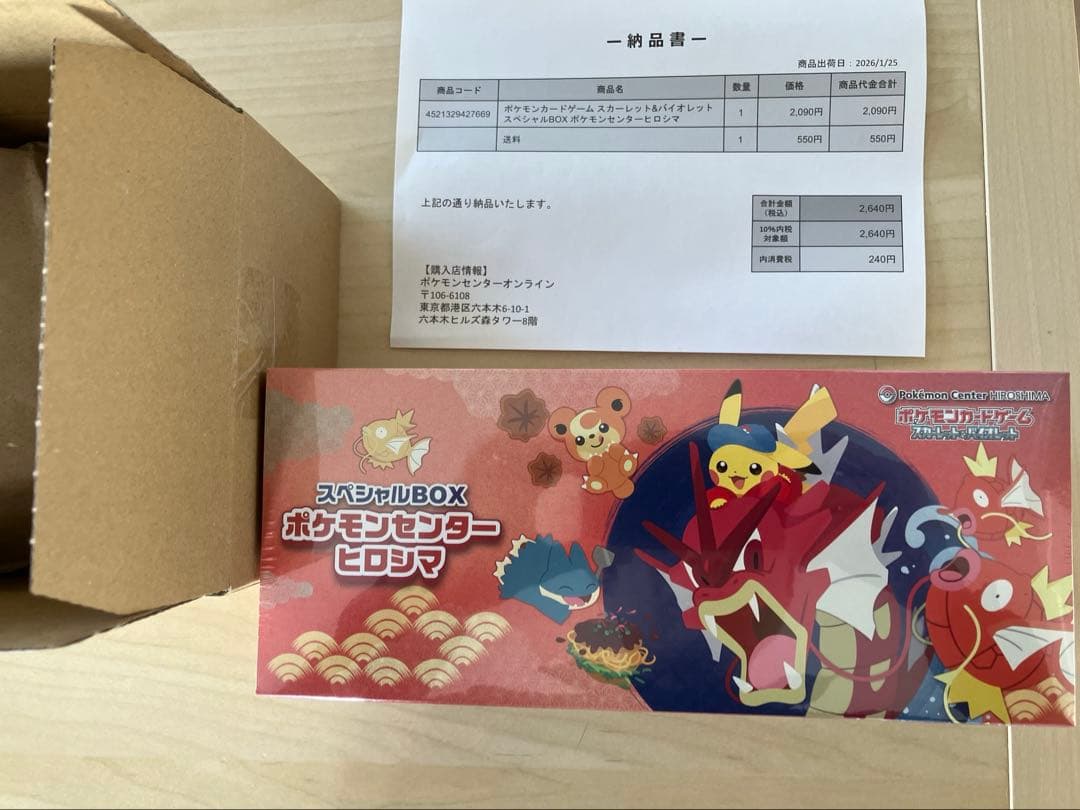 ― 納品書 ―
商品出荷日：2026/1/25
商品コード 商品名 数量 価格 商品代金合計
4521329427669 ポケモンカードゲーム スカーレット&バイオレット スペシャルBOX ポケモンセンターヒロシマ 1 2,090円 2,090円
送料 1 550円 550円
上記の通り納品いたします。
合計金額（税込） 2,640円
10%内税対象額 2,640円
内消費税 240円
【購入店情報】
ポケモンセンターオンライン
〒106-6108
東京都港区六本木6-10-1
六本木ヒルズ森タワー8階
Pokémon Center HIROSHIMA
ポケモンカードゲーム
スカーレット&バイオレット
スペシャルBOX
ポケモンセンター
ヒロシマ